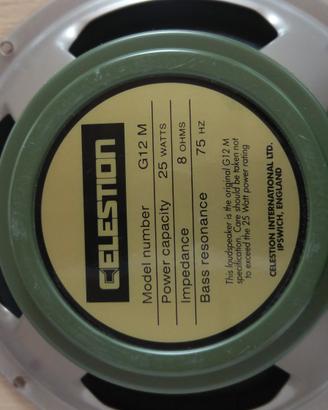 CELESTION
Model number G12 M
Power capacity 25 WATTS
Impedance 8 OHMS
Bass resonance 75 HZ
This loudspeaker is the original G12 M
specification. Care should be taken not
to exceed the 25 Watt power rating
CELESTION INTERNATIONAL LTD.
IPSWICH, ENGLAND